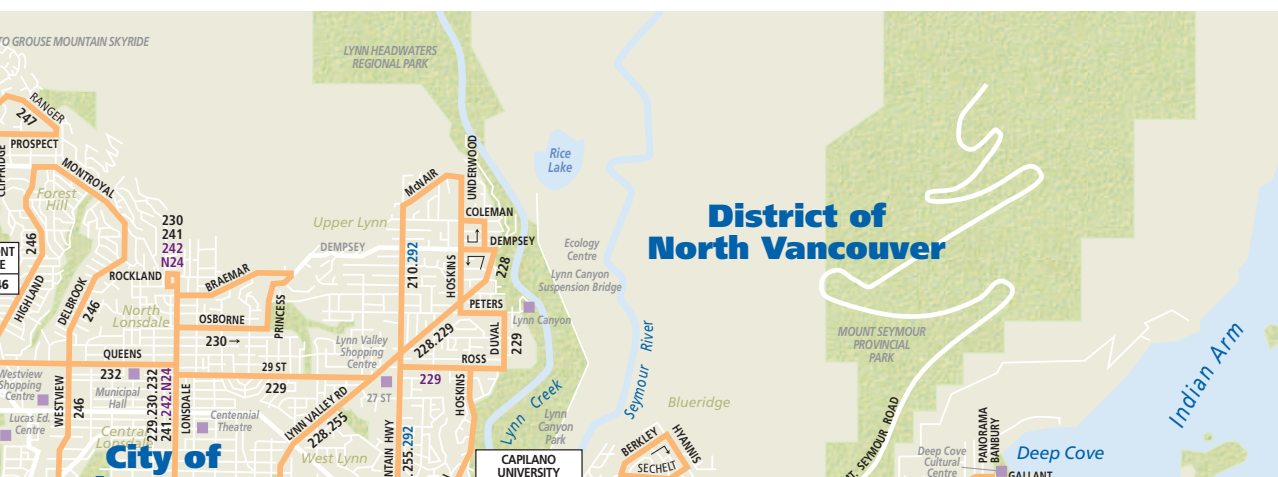 TO GROUSE MOUNTAIN SKYRIDE
LYNN HEADWATERS
REGIONAL PARK
RANGER
247
PROSPECT
MONTROYAL
Forest
Hill
246
HIGHLAND
DELBROOK
246
230
241
242
N24
ROCKLAND
BRAEMAR
North
Lonsdale
OSBORNE
PRINCESS
230→
QUEENS
29 ST
229
232
Westview
Shopping
Centre
Municipal
Hall
WESTVIEW
246
229.230.232
241.242.N24
LONSDALE
Lucas Ed.
Centre
Centennial
Theatre
Central
Lonsdale
City of
Upper Lynn
DEMPSEY
McNAIR
UNDERWOOD
COLEMAN
DEMPSEY
228
210.292
HOSKINS
PETERS
DUVAL
229
228.229
ROSS
229
HOSKINS
Lynn Valley
Shopping
Centre
27 ST
LYNN VALLEY RD
228.255
West Lynn
.255.292
Rice
Lake
Ecology
Centre
Lynn Canyon
Suspension Bridge
Lynn Canyon
Lynn Creek
Lynn
Canyon
Park
Seymour River
CAPILANO
UNIVERSITY
District of
North Vancouver
Blueridge
BERKLEY
HYANNIS
SECHELT
MOUNT SEYMOUR
PROVINCIAL
PARK
MT. SEYMOUR ROAD
Indian Arm
Deep Cove
Cultural
Centre
PANORAMA
BANBURY
Deep Cove
GALLANT